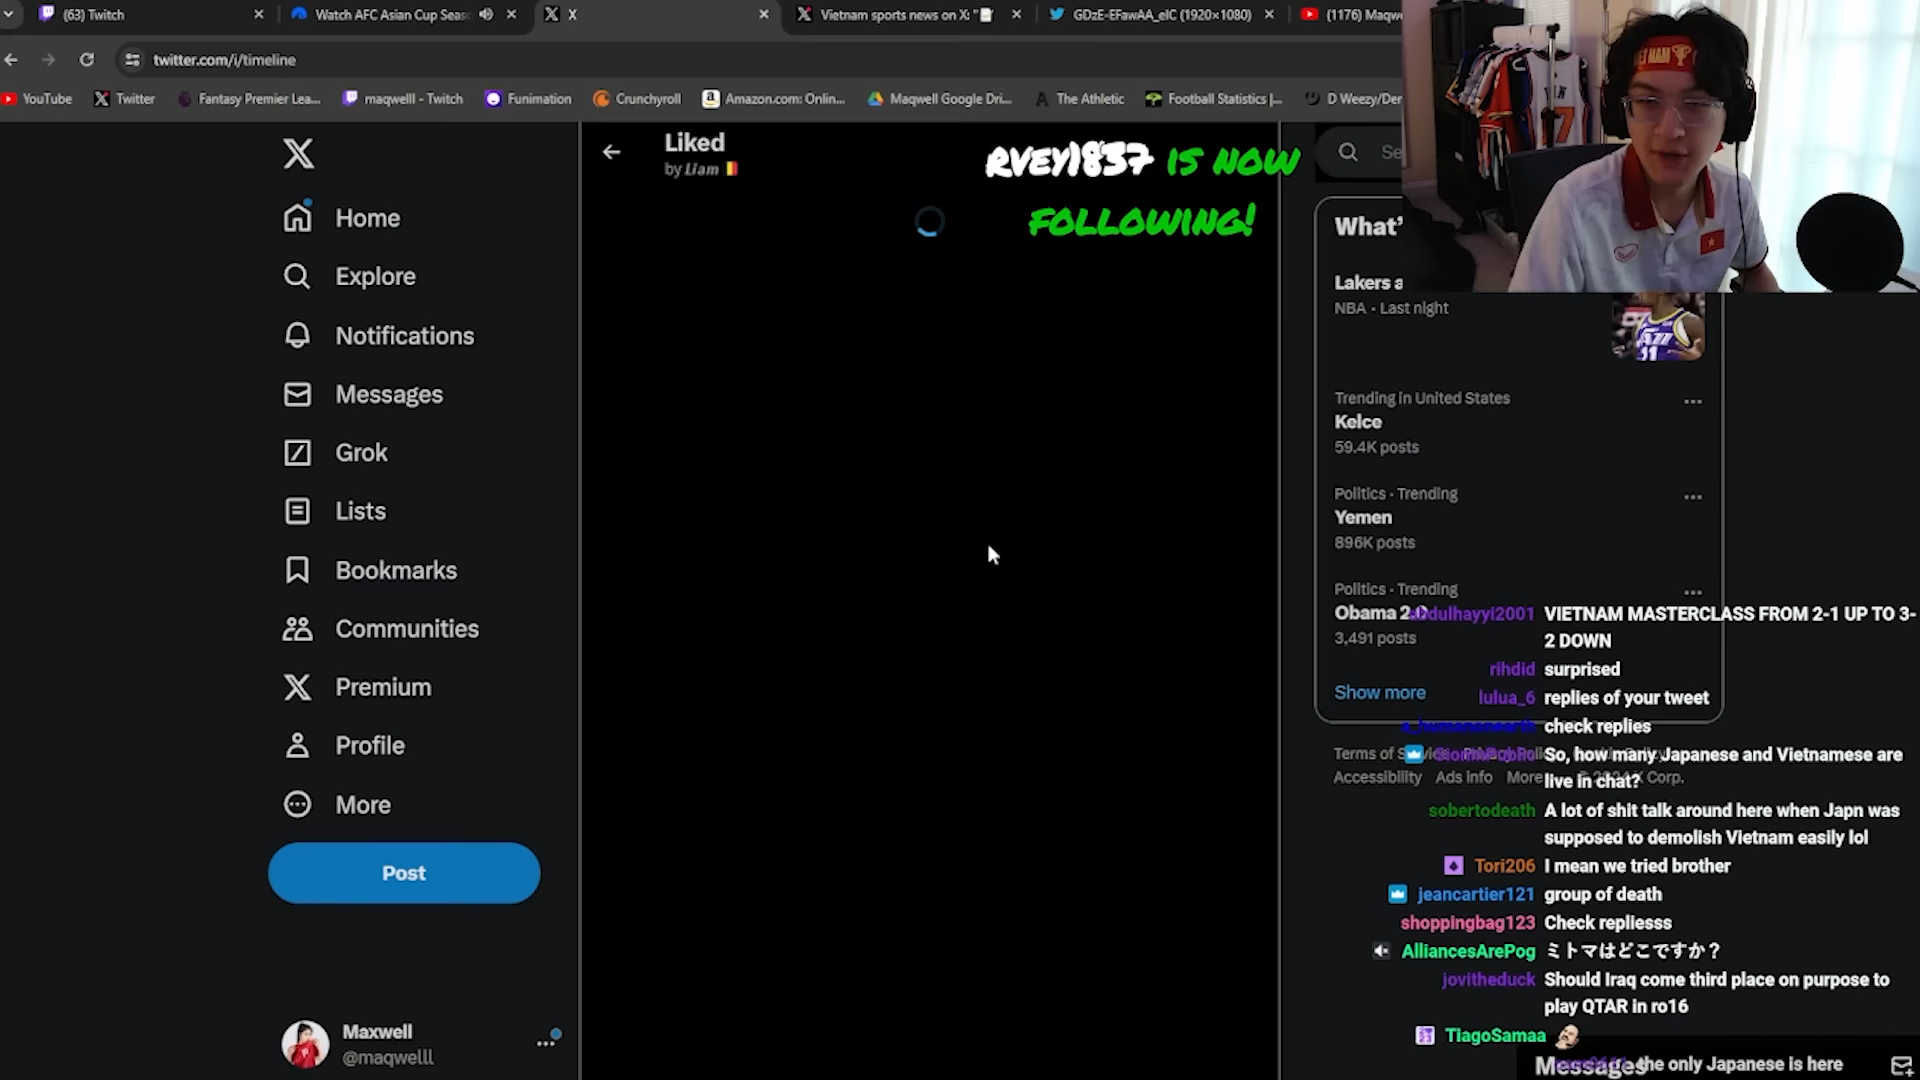 (63) Twitch
Watch AFC Asian Cup Seas
X
Vietnam sports news on X: "
GDzE-EFawAA_eIC (1920×1080)
(1176) Maqw
twitter.com/i/timeline
YouTube
Twitter
Fantasy Premier Lea...
maqwelll - Twitch
Funimation
Crunchyroll
Amazon.com: Onlin...
Maqwell Google Dri...
The Athletic
Football Statistics |...
D Weezy/Der
Liked
by Liam
RVEY1837 IS NOW
FOLLOWING!
Home
Explore
Notifications
Messages
Grok
Lists
Bookmarks
Communities
Premium
Profile
More
Post
Maxwell
@maqwelll
Se
What'
Lakers a
NBA · Last night
JAZZ
11
Trending in United States
Kelce
59.4K posts
Politics · Trending
Yemen
896K posts
Politics · Trending
Obama 2.0
3,491 posts
Show more
Accessibility Ads info More
Corp.
abdulhayyi2001 VIETNAM MASTERCLASS FROM 2-1 UP TO 3-
2 DOWN
rihdid surprised
lulua_6 replies of your tweet
check replies
So, how many Japanese and Vietnamese are
live in chat?
sobertodeath A lot of shit talk around here when Japn was
supposed to demolish Vietnam easily lol
Tori206 I mean we tried brother
jeancartier121 group of death
shoppingbag123 Check repliesss
AlliancesArePog ミトマはどこですか？
jovitheduck Should Iraq come third place on purpose to
play QTAR in ro16
TiagoSamaa
Messages
the only Japanese is here